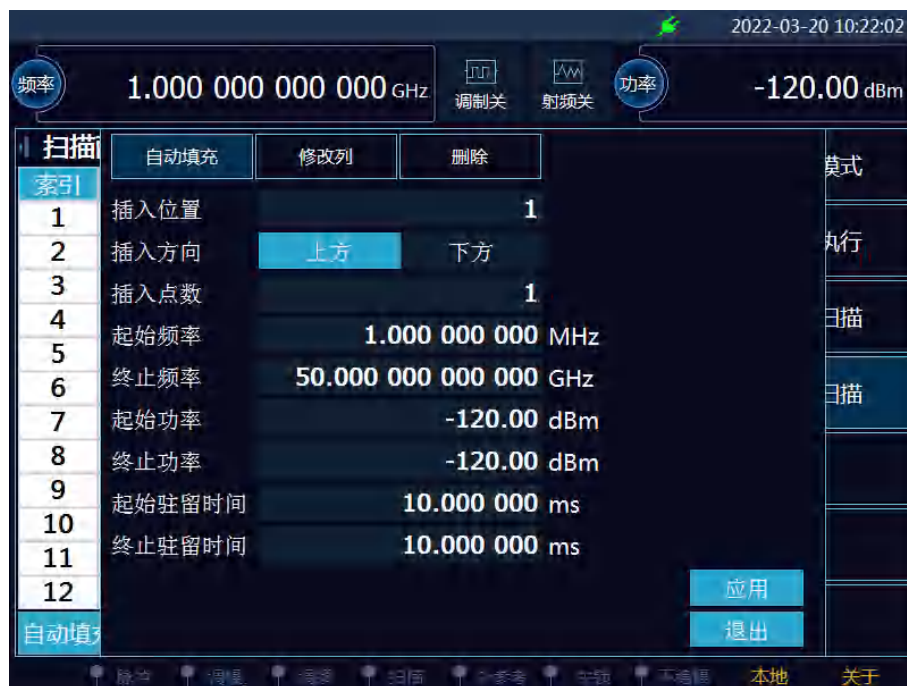 2022-03-20 10:22:02
频率 1.000 000 000 000 GHz 调制关 射频关 功率 -120.00 dBm
扫描
索引
1
2
3
4
5
6
7
8
9
10
11
12
自动填
自动填充 修改列 删除
插入位置 1
插入方向 上方 下方
插入点数 1
起始频率 1.000 000 000 MHz
终止频率 50.000 000 000 000 GHz
起始功率 -120.00 dBm
终止功率 -120.00 dBm
起始驻留时间 10.000 000 ms
终止驻留时间 10.000 000 ms
应用
退出
模式
执行
扫描
扫描
扫描 本地 关于